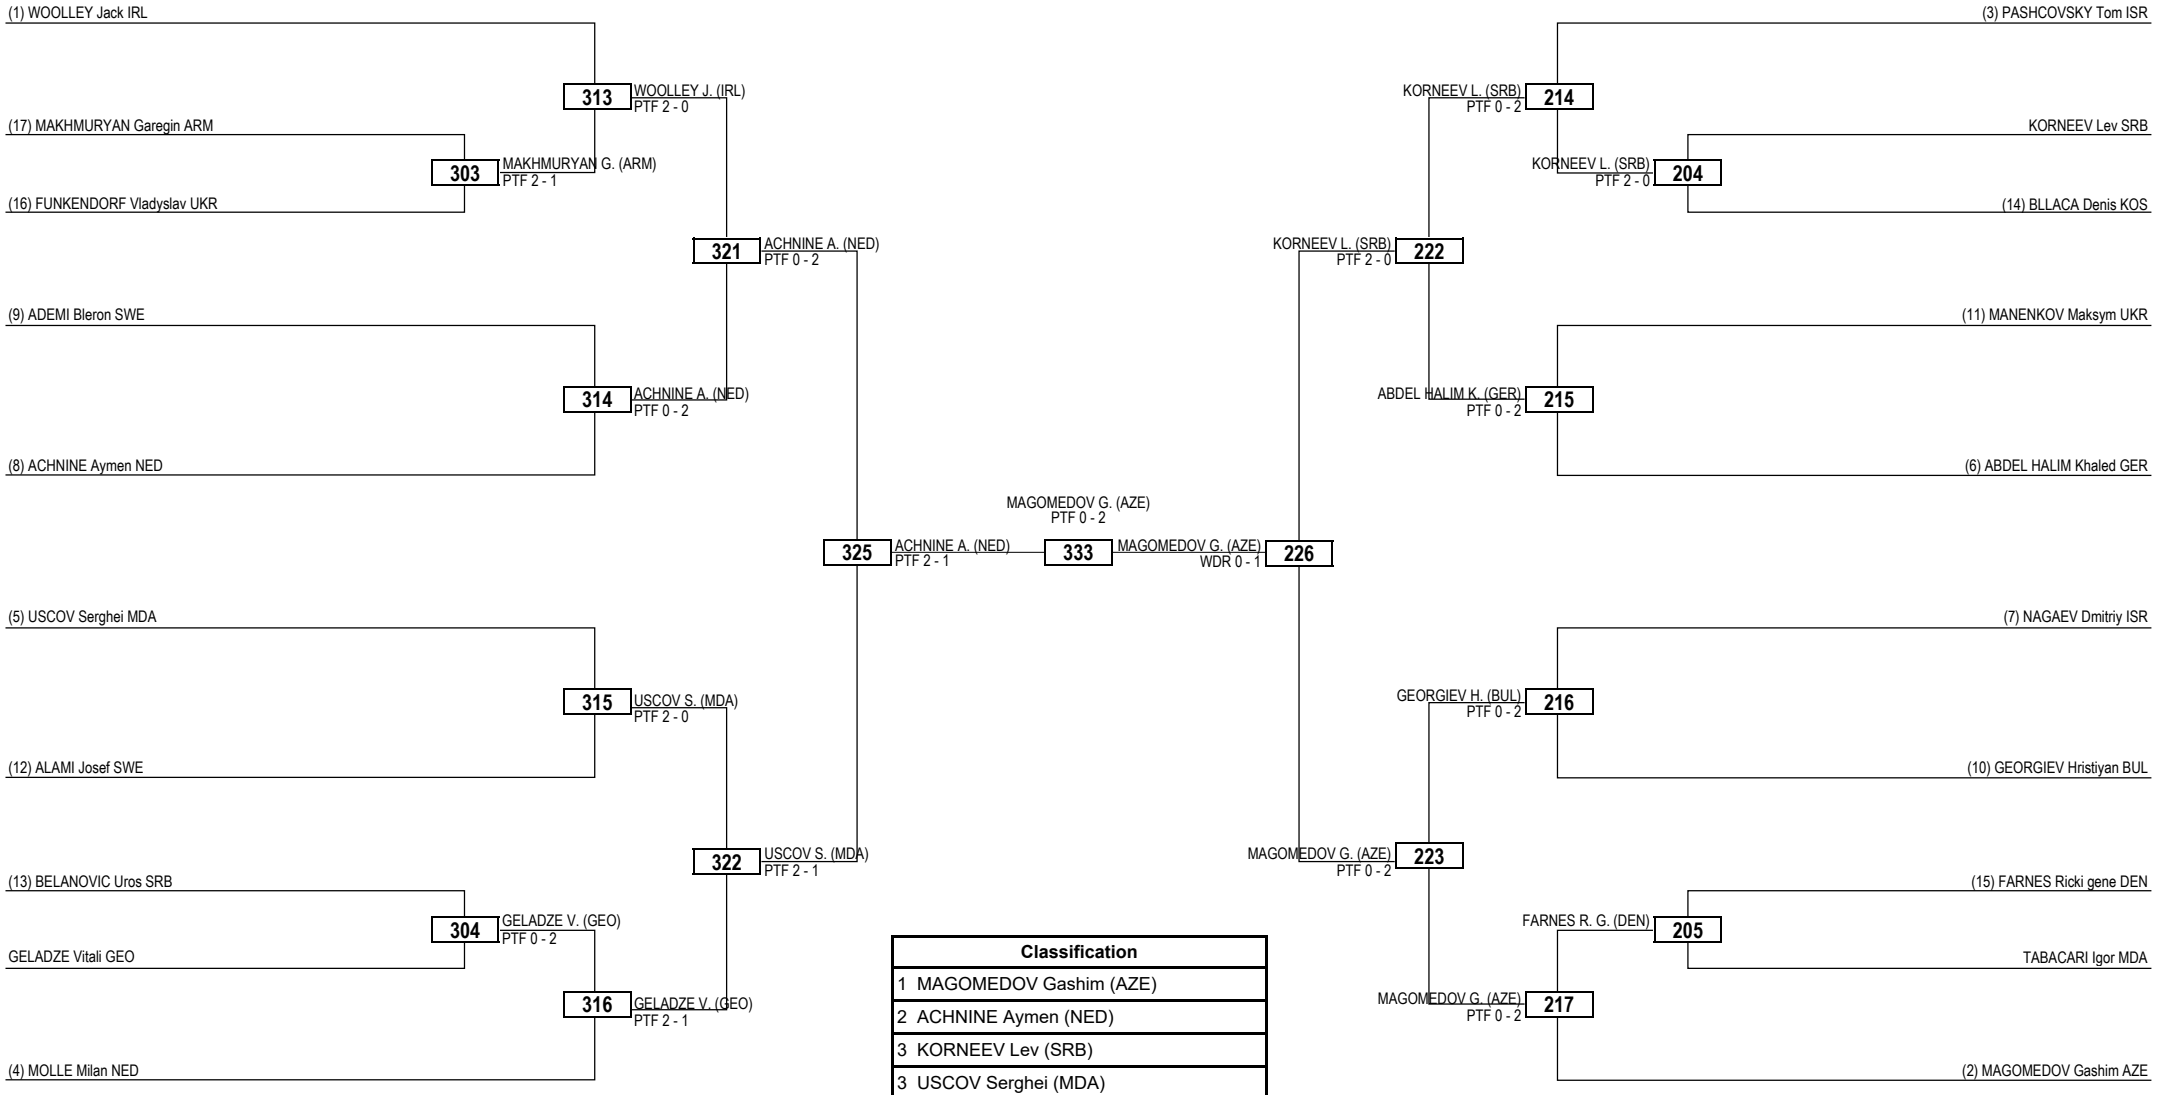 (1) WOOLLEY Jack IRL
(3) PASHCOVSKY Tom ISR
313
WOOLLEY J. (IRL)
PTF 2 - 0
KORNEEV L. (SRB)
PTF 0 - 2
214
(17) MAKHMURYAN Garegin ARM
KORNEEV Lev SRB
303
MAKHMURYAN G. (ARM)
PTF 2 - 1
KORNEEV L. (SRB)
PTF 2 - 0
204
(16) FUNKENDORF Vladyslav UKR
(14) BLLACA Denis KOS
321
ACHNINE A. (NED)
PTF 0 - 2
KORNEEV L. (SRB)
PTF 2 - 0
222
(9) ADEMI Bleron SWE
(11) MANENKOV Maksym UKR
314
ACHNINE A. (NED)
PTF 0 - 2
ABDEL HALIM K. (GER)
PTF 0 - 2
215
(8) ACHNINE Aymen NED
(6) ABDEL HALIM Khaled GER
MAGOMEDOV G. (AZE)
PTF 0 - 2
325
ACHNINE A. (NED)
PTF 2 - 1
333
MAGOMEDOV G. (AZE)
WDR 0 - 1
226
(5) USCOV Serghei MDA
(7) NAGAEV Dmitriy ISR
315
USCOV S. (MDA)
PTF 2 - 0
GEORGIEV H. (BUL)
PTF 0 - 2
216
(12) ALAMI Josef SWE
(10) GEORGIEV Hristiyan BUL
322
USCOV S. (MDA)
PTF 2 - 1
MAGOMEDOV G. (AZE)
PTF 0 - 2
223
(13) BELANOVIC Uros SRB
(15) FARNES Ricki gene DEN
304
GELADZE V. (GEO)
PTF 0 - 2
FARNES R. G. (DEN)
205
GELADZE Vitali GEO
TABACARI Igor MDA
316
GELADZE V. (GEO)
PTF 2 - 1
MAGOMEDOV G. (AZE)
PTF 0 - 2
217
(4) MOLLE Milan NED
(2) MAGOMEDOV Gashim AZE
Classification
1 MAGOMEDOV Gashim (AZE)
2 ACHNINE Aymen (NED)
3 KORNEEV Lev (SRB)
3 USCOV Serghei (MDA)